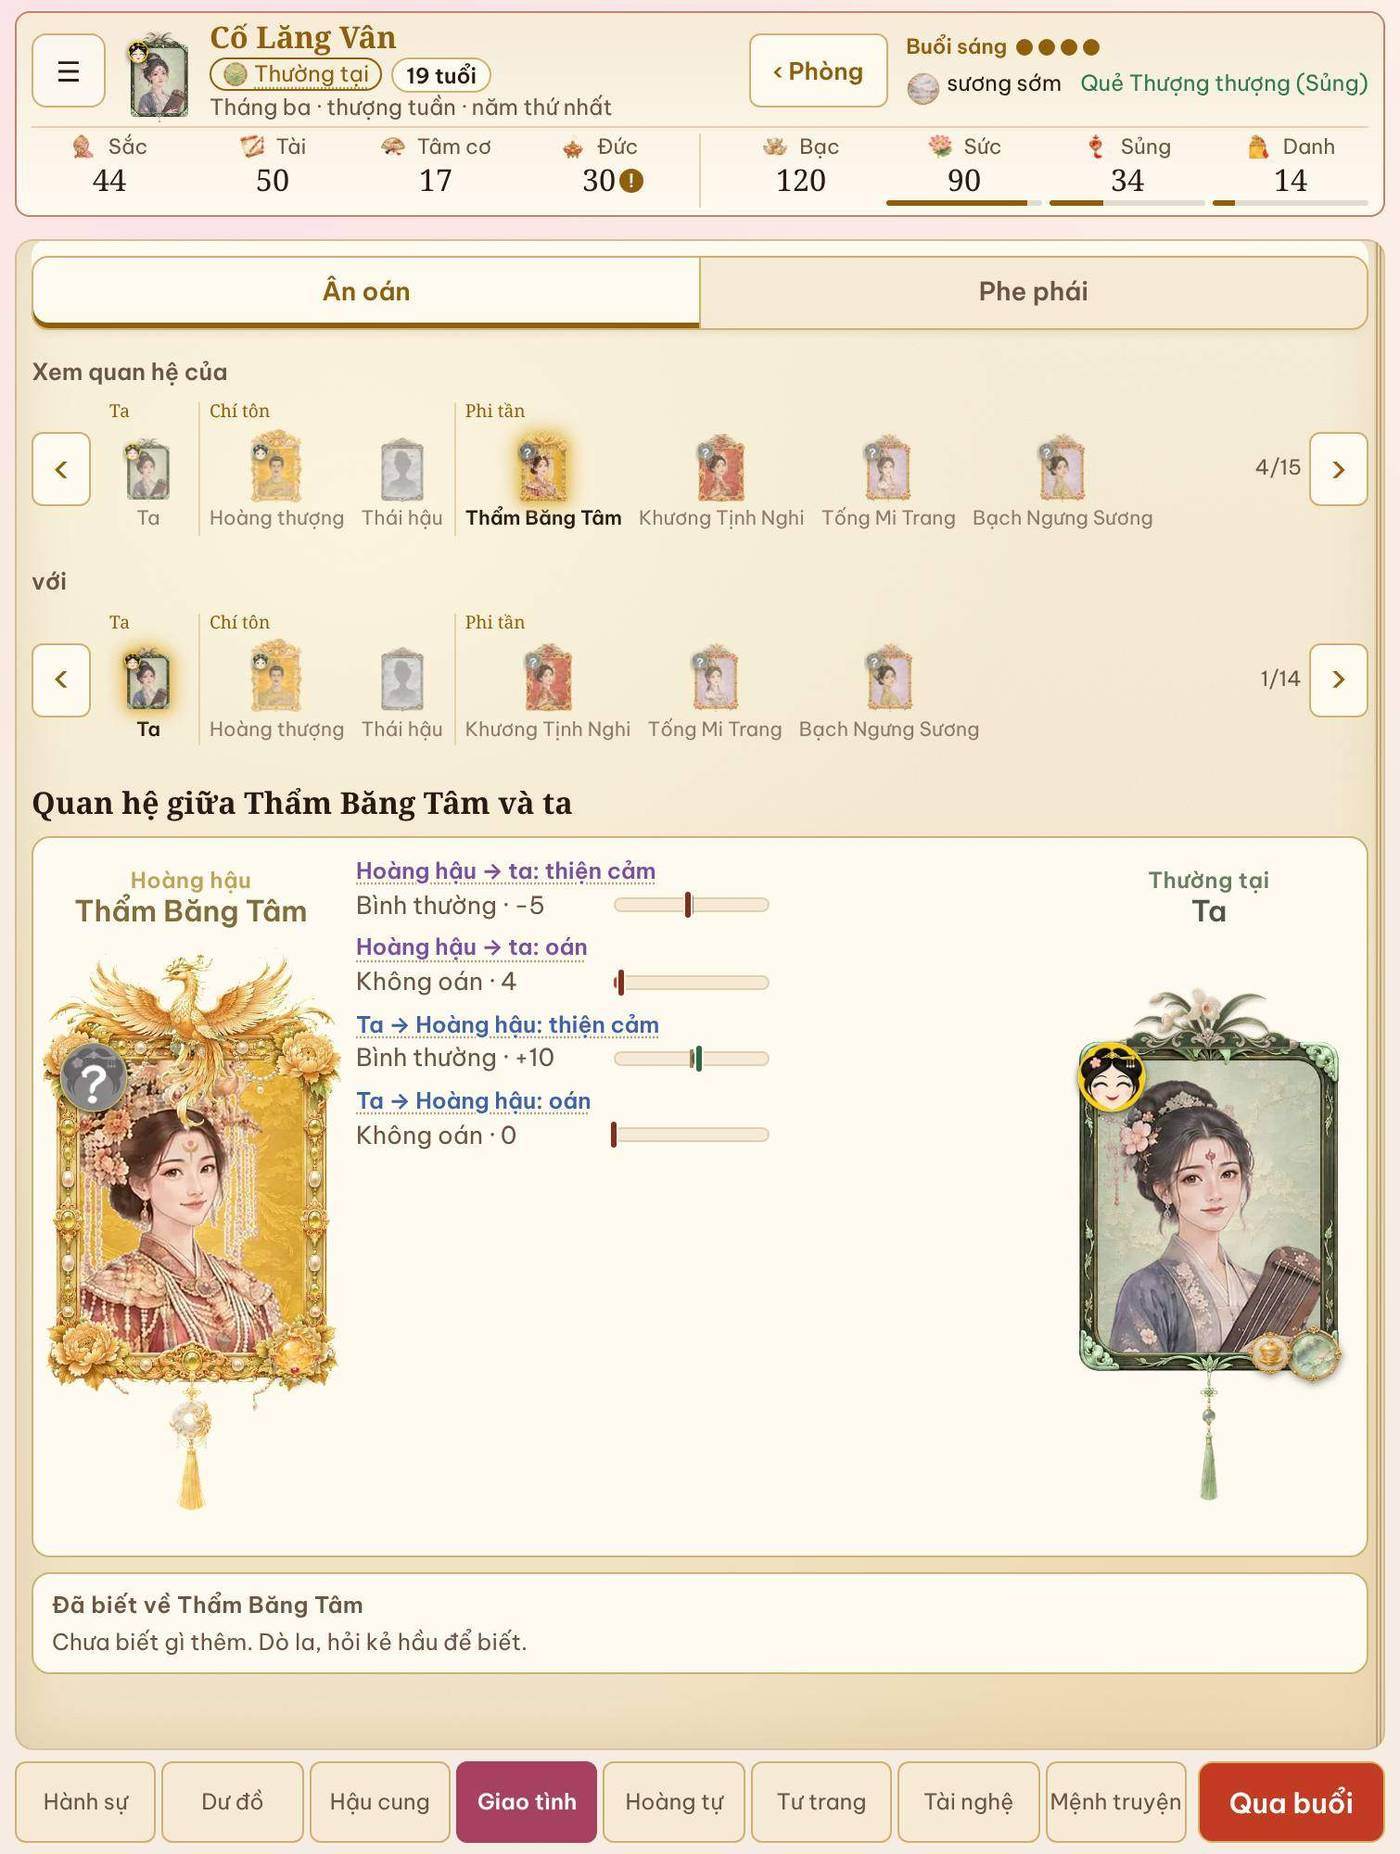 ☰
Cố Lăng Vân
Thường tại
19 tuổi
Tháng ba · thượng tuần · năm thứ nhất
‹ Phòng
Buổi sáng
sương sớm
Quẻ Thượng thượng (Sủng)
Sắc
44
Tài
50
Tâm cơ
17
Đức
30 !
Bạc
120
Sức
90
Sủng
34
Danh
14
Ân oán
Phe phái
Xem quan hệ của
Ta
Chí tôn
Phi tần
‹
?
?
?
?
4/15
›
Ta
Hoàng thượng
Thái hậu
Thẩm Băng Tâm
Khương Tịnh Nghi
Tống Mi Trang
Bạch Ngưng Sương
với
Ta
Chí tôn
Phi tần
‹
?
?
?
1/14
›
Ta
Hoàng thượng
Thái hậu
Khương Tịnh Nghi
Tống Mi Trang
Bạch Ngưng Sương
Quan hệ giữa Thẩm Băng Tâm và ta
Hoàng hậu
Thẩm Băng Tâm
?
Hoàng hậu → ta: thiện cảm
Bình thường · -5
Hoàng hậu → ta: oán
Không oán · 4
Ta → Hoàng hậu: thiện cảm
Bình thường · +10
Ta → Hoàng hậu: oán
Không oán · 0
Thường tại
Ta
Đã biết về Thẩm Băng Tâm
Chưa biết gì thêm. Dò la, hỏi kẻ hầu để biết.
Hành sự
Dư đồ
Hậu cung
Giao tình
Hoàng tự
Tư trang
Tài nghệ
Mệnh truyện
Qua buổi